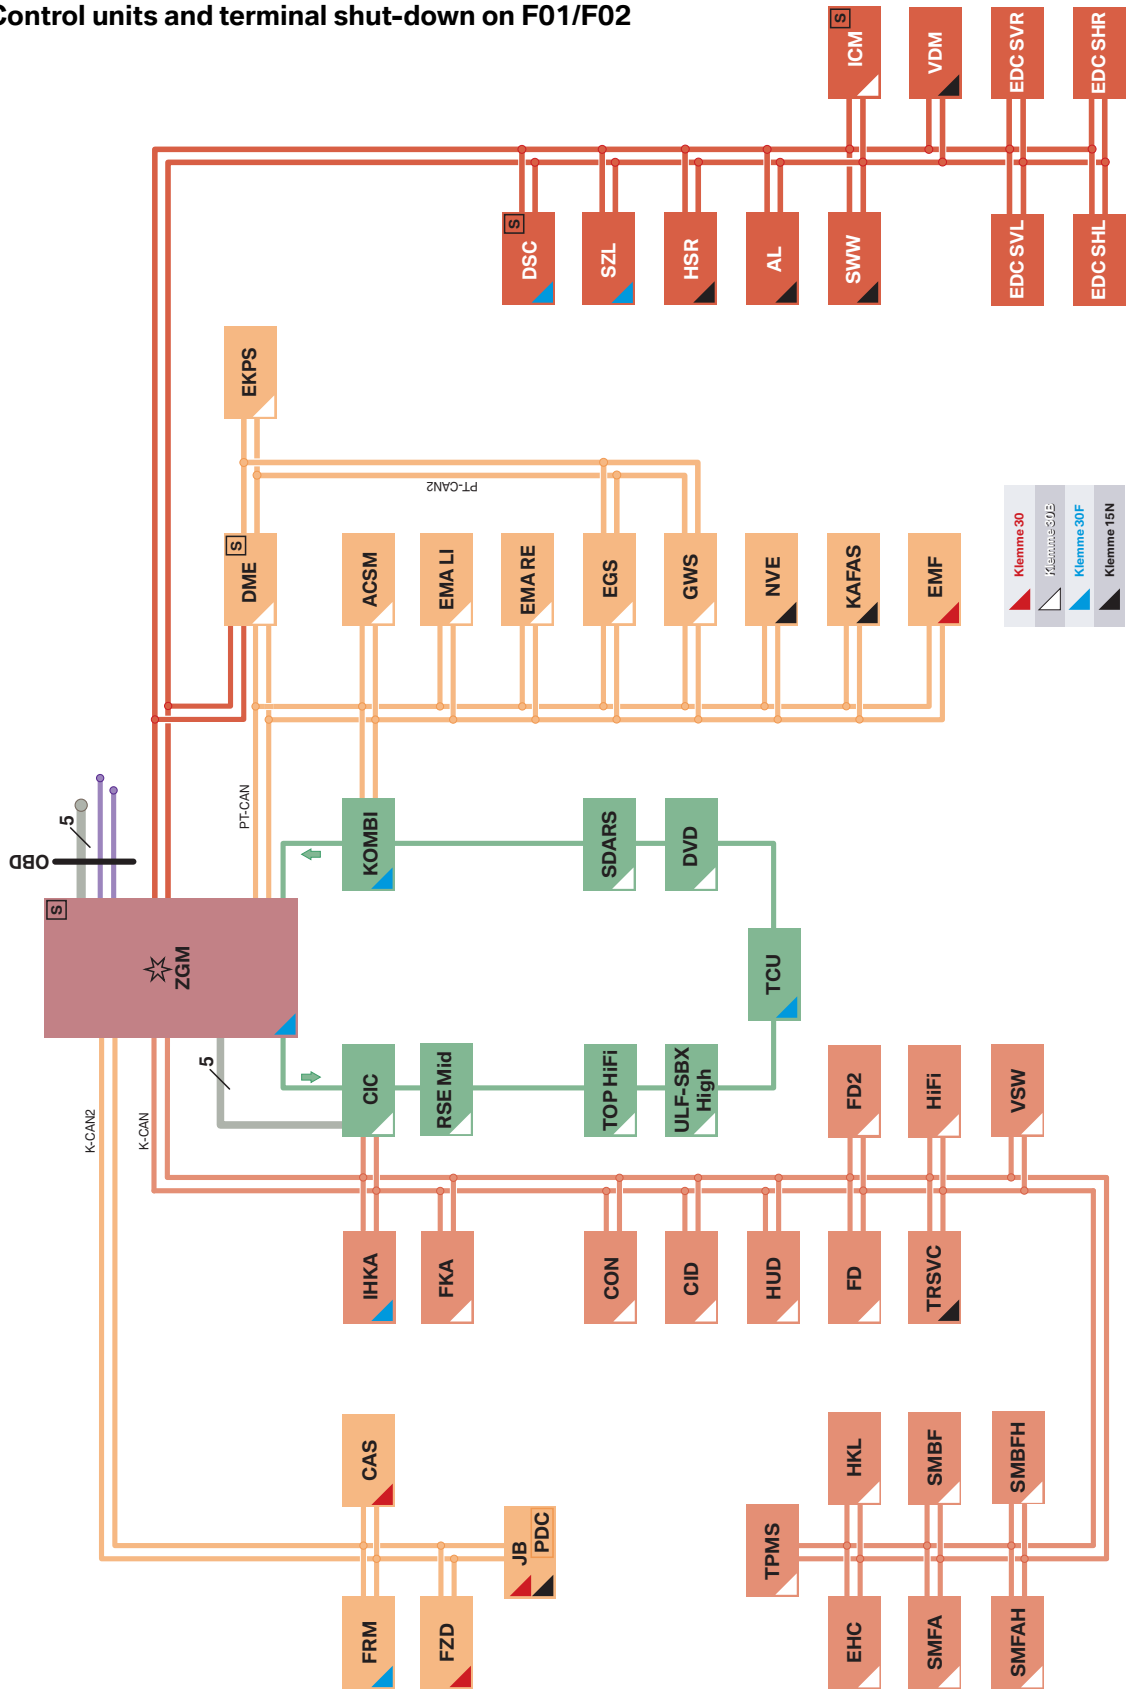 Control units and terminal shut-down on F01/F02
S
ICM
VDM
EDC SVR
EDC SHR
S
DSC
SZL
HSR
AL
SWW
EDC SVL
EDC SHL
EKPS
PT-CAN2
S
DME
ACSM
EMA LI
EMA RE
EGS
GWS
NVE
KAFAS
EMF
Klemme 30
Klemme 30B
Klemme 30F
Klemme 15N
PT-CAN
5
OBD
KOMBI
SDARS
DVD
S
ZGM
TCU
5
K-CAN2
K-CAN
CIC
RSE Mid
TOP HiFi
ULF-SBX
High
FD2
HiFi
VSW
IHKA
FKA
CON
CID
HUD
FD
TRSVC
CAS
HKL
SMBF
SMBFH
JB
PDC
TPMS
FRM
FZD
EHC
SMFA
SMFAH